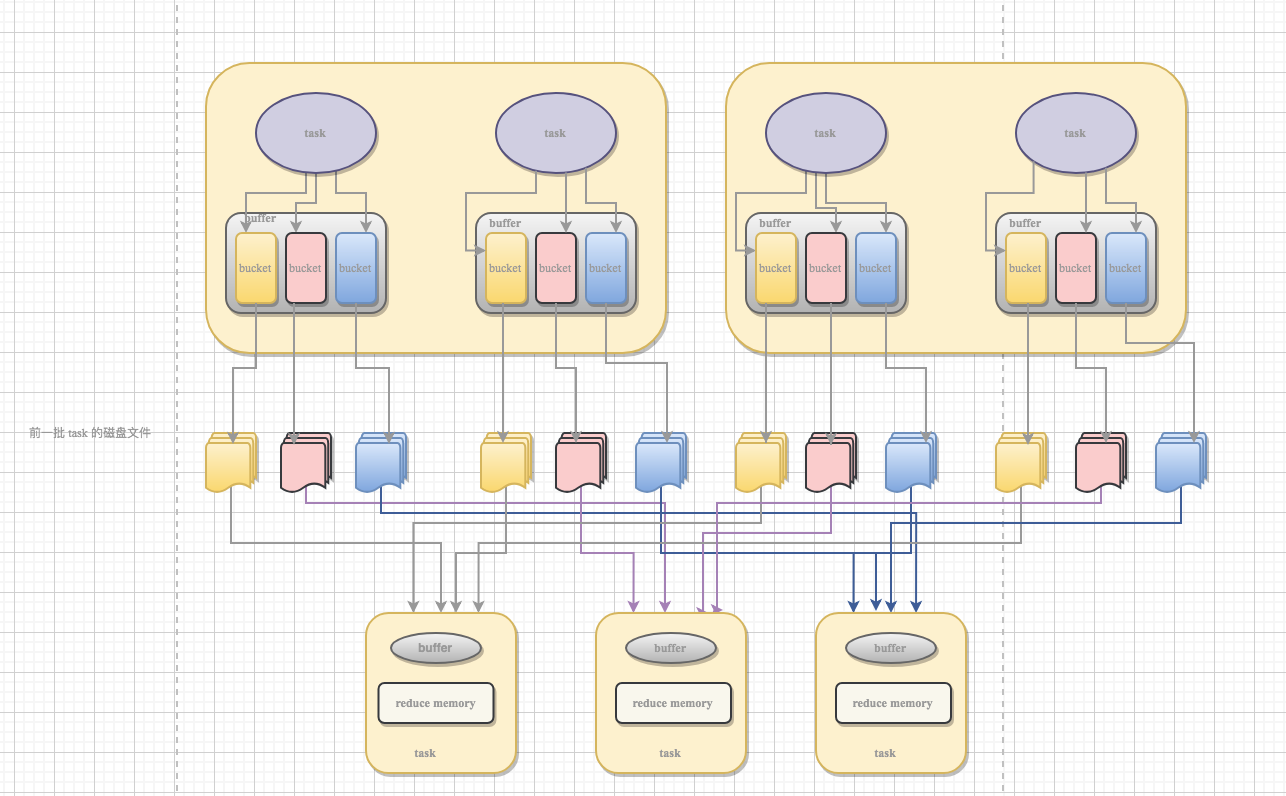 task
task
task
task
buffer
buffer
buffer
buffer
bucket
bucket
bucket
bucket
bucket
bucket
bucket
bucket
bucket
bucket
bucket
bucket
前一批 task 的磁盘文件
buffer
buffer
buffer
reduce memory
reduce memory
reduce memory
task
task
task